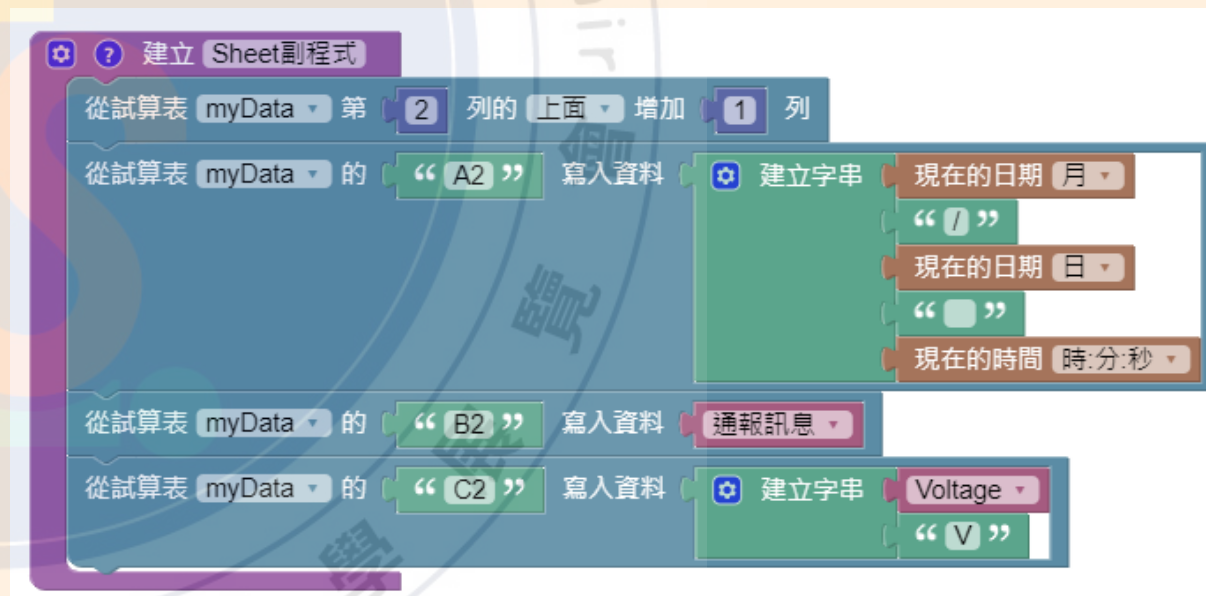 建立 Sheet副程式
從試算表 myData 第 2 列的 上面 增加 1 列
從試算表 myData 的 “ A2 ” 寫入資料 建立字串 現在的日期 月
“ / ”
現在的日期 日
“ ”
現在的時間 時:分:秒
從試算表 myData 的 “ B2 ” 寫入資料 通報訊息
從試算表 myData 的 “ C2 ” 寫入資料 建立字串 Voltage
“ V ”